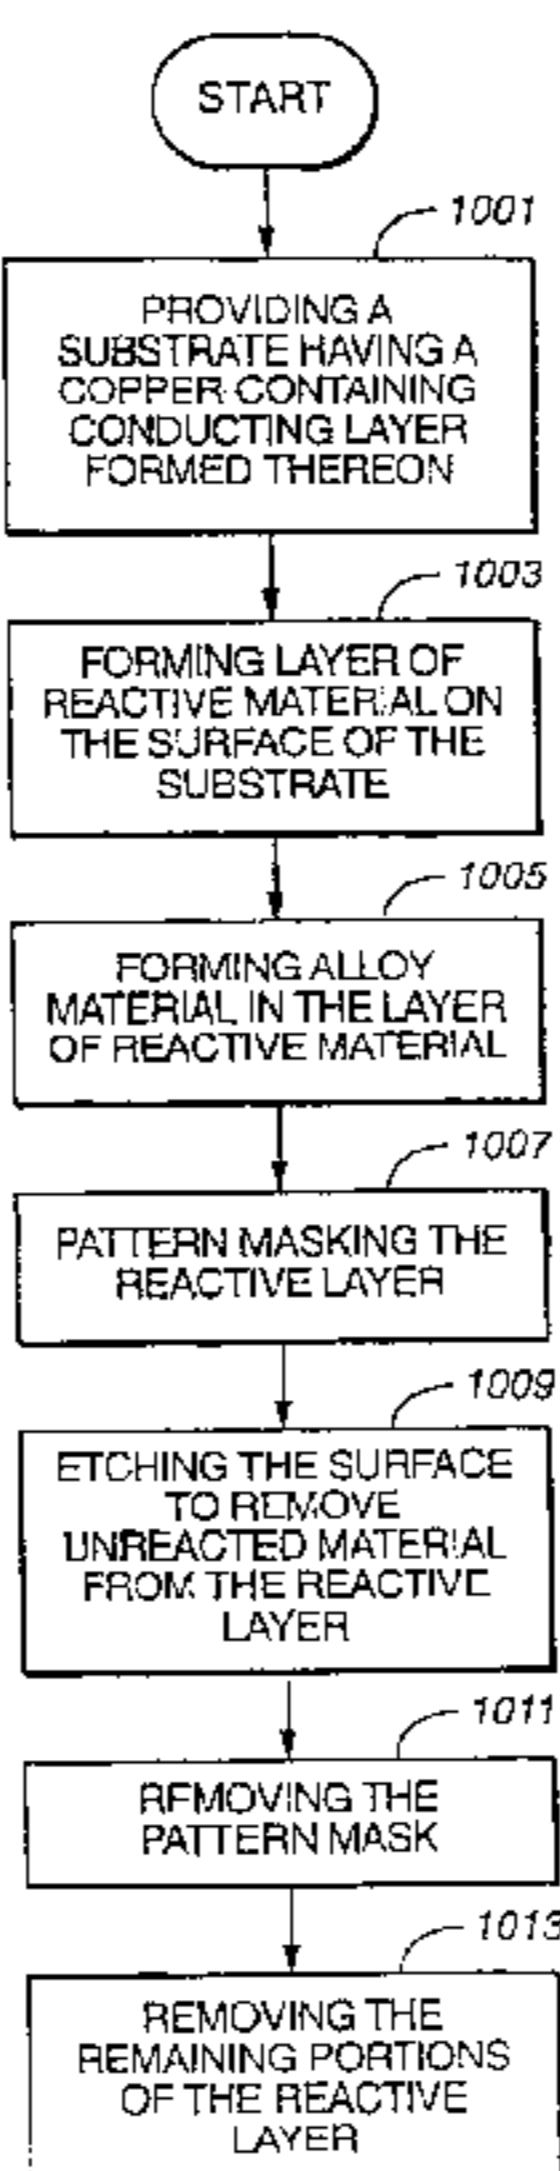 START
1001
PROVIDING A
SUBSTRATE HAVING A
COPPER-CONTAINING
CONDUCTING LAYER
FORMED THEREON
1003
FORMING LAYER OF
REACTIVE MATERIAL ON
THE SURFACE OF THE
SUBSTRATE
1005
FORMING ALLOY
MATERIAL IN THE LAYER
OF REACTIVE MATERIAL
1007
PATTERN MASKING THE
REACTIVE LAYER
1009
ETCHING THE SURFACE
TO REMOVE
UNREACTED MATERIAL
FROM THE REACTIVE
LAYER
1011
REMOVING THE
PATTERN MASK
1013
REMOVING THE
REMAINING PORTIONS
OF THE REACTIVE
LAYER